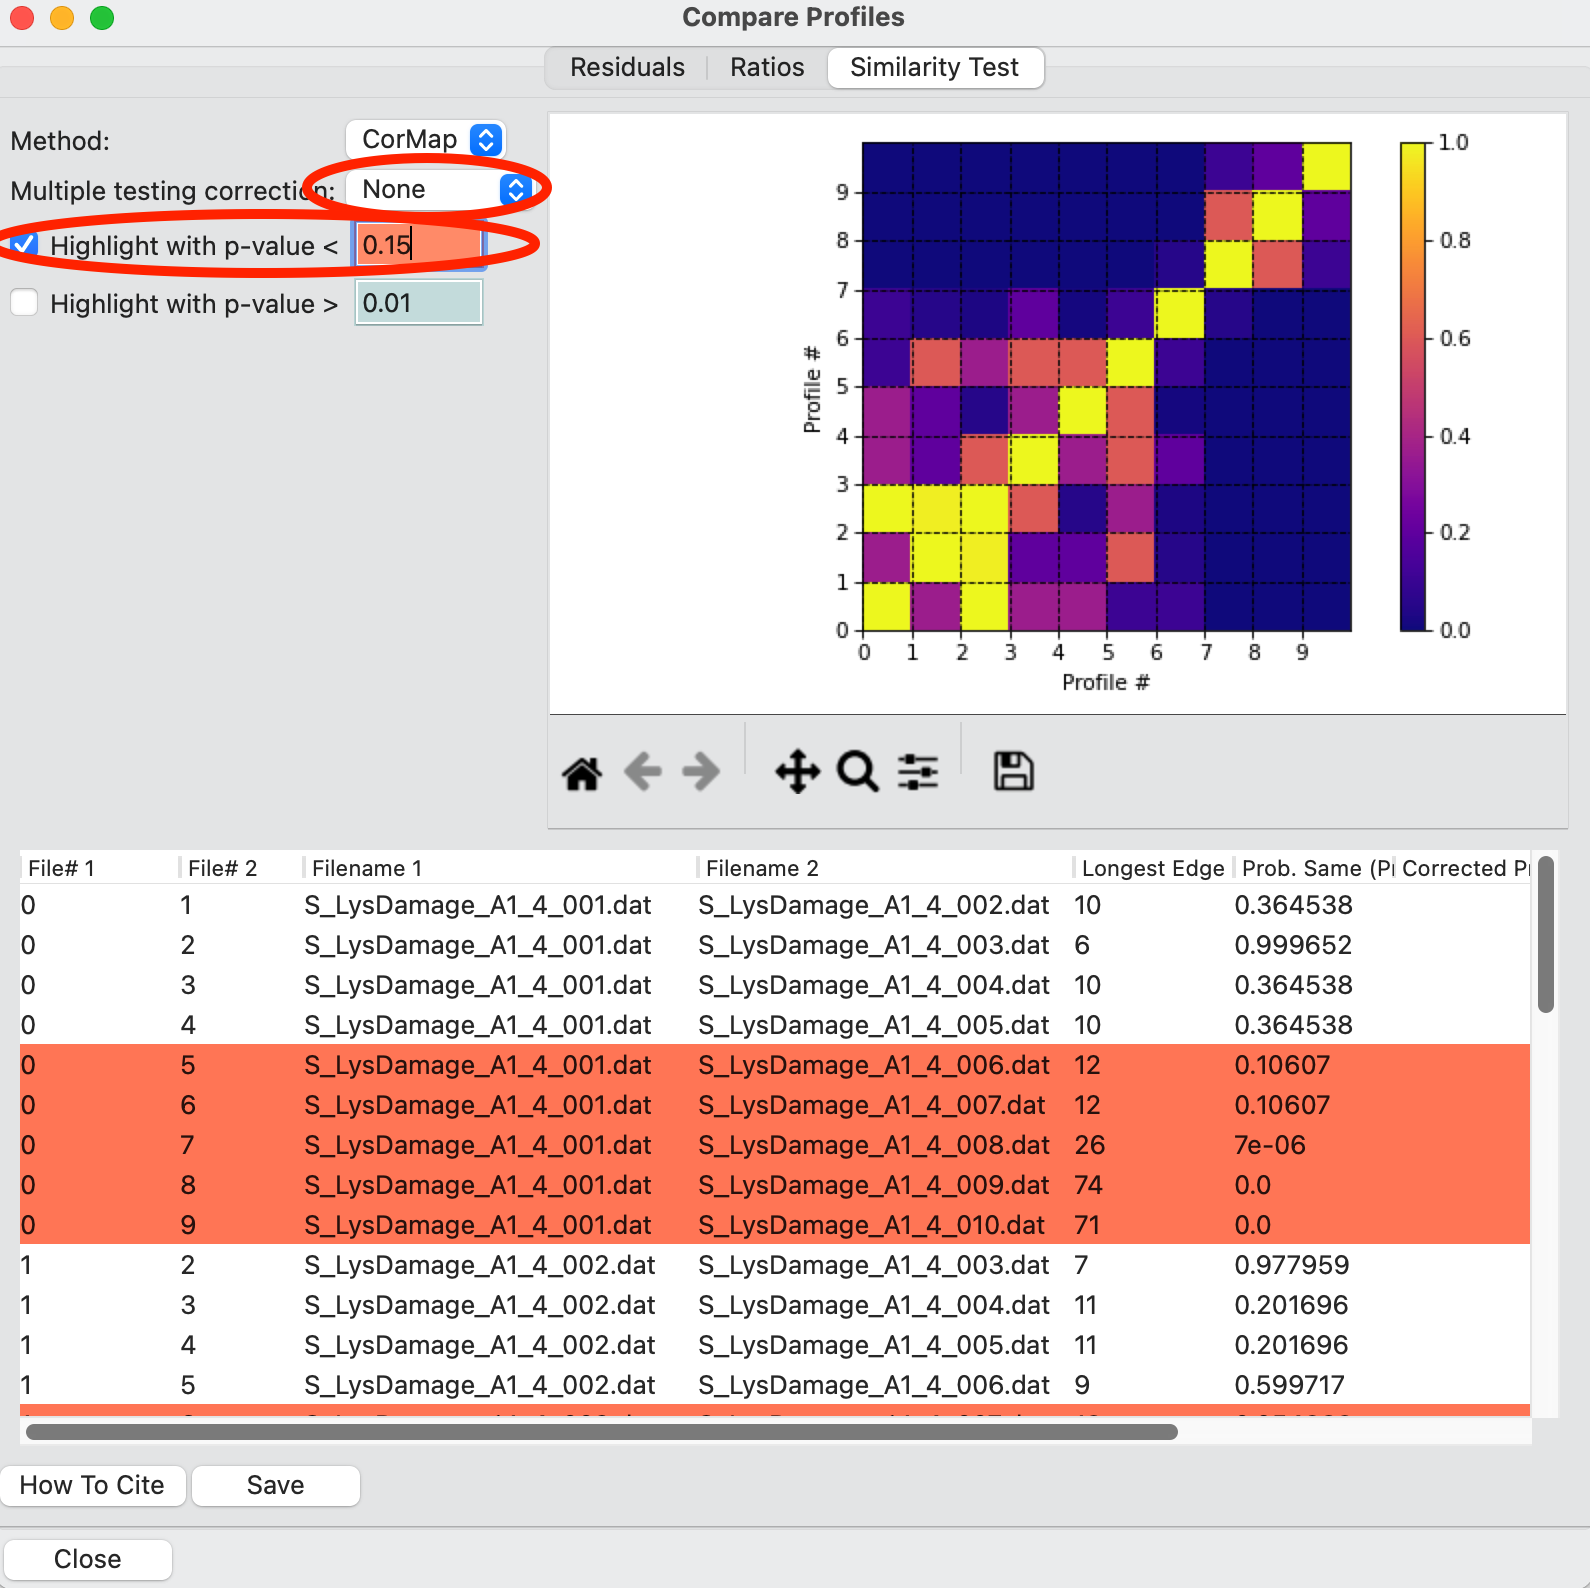 Compare Profiles
Residuals Ratios Similarity Test
Method: CorMap
Multiple testing correction: None
Highlight with p-value < 0.15
Highlight with p-value > 0.01
1.0
0.8
0.6
0.4
0.2
0.0
Profile #
9
8
7
6
5
4
3
2
1
0
0 1 2 3 4 5 6 7 8 9
Profile #
File# 1 File# 2 Filename 1 Filename 2 Longest Edge Prob. Same (Pr Corrected Pr
0 1 S_LysDamage_A1_4_001.dat S_LysDamage_A1_4_002.dat 10 0.364538
0 2 S_LysDamage_A1_4_001.dat S_LysDamage_A1_4_003.dat 6 0.999652
0 3 S_LysDamage_A1_4_001.dat S_LysDamage_A1_4_004.dat 10 0.364538
0 4 S_LysDamage_A1_4_001.dat S_LysDamage_A1_4_005.dat 10 0.364538
0 5 S_LysDamage_A1_4_001.dat S_LysDamage_A1_4_006.dat 12 0.10607
0 6 S_LysDamage_A1_4_001.dat S_LysDamage_A1_4_007.dat 12 0.10607
0 7 S_LysDamage_A1_4_001.dat S_LysDamage_A1_4_008.dat 26 7e-06
0 8 S_LysDamage_A1_4_001.dat S_LysDamage_A1_4_009.dat 74 0.0
0 9 S_LysDamage_A1_4_001.dat S_LysDamage_A1_4_010.dat 71 0.0
1 2 S_LysDamage_A1_4_002.dat S_LysDamage_A1_4_003.dat 7 0.977959
1 3 S_LysDamage_A1_4_002.dat S_LysDamage_A1_4_004.dat 11 0.201696
1 4 S_LysDamage_A1_4_002.dat S_LysDamage_A1_4_005.dat 11 0.201696
1 5 S_LysDamage_A1_4_002.dat S_LysDamage_A1_4_006.dat 9 0.599717
How To Cite Save
Close